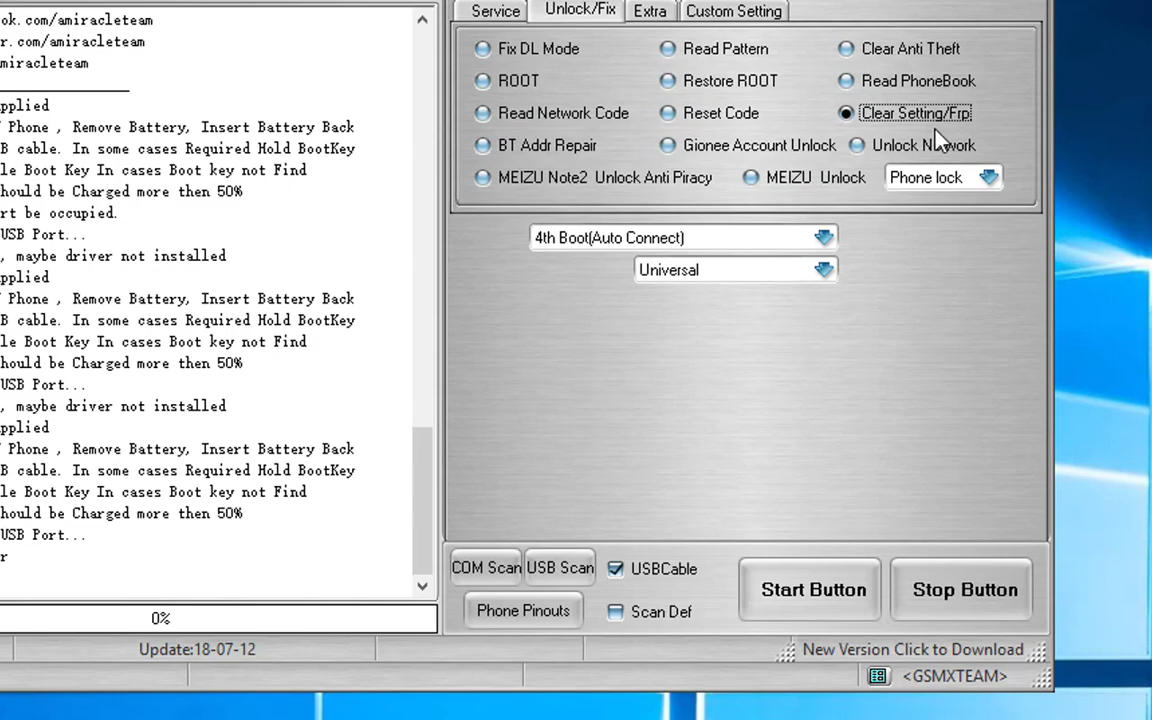 ok.com/amiracleteam
r.com/amiracleteam
miracleteam
pplied
Phone , Remove Battery, Insert Battery Back
B cable. In some cases Required Hold BootKey
le Boot Key In cases Boot key not Find
hould be Charged more then 50%
rt be occupied.
USB Port...
, maybe driver not installed
pplied
Phone , Remove Battery, Insert Battery Back
B cable. In some cases Required Hold BootKey
le Boot Key In cases Boot key not Find
hould be Charged more then 50%
USB Port...
, maybe driver not installed
pplied
Phone , Remove Battery, Insert Battery Back
B cable. In some cases Required Hold BootKey
le Boot Key In cases Boot key not Find
hould be Charged more then 50%
USB Port...
r
0%
Update:18-07-12
Service Unlock/Fix Extra Custom Setting
Fix DL Mode Read Pattern Clear Anti Theft
ROOT Restore ROOT Read PhoneBook
Read Network Code Reset Code Clear Setting/Frp
BT Addr Repair Gionee Account Unlock Unlock Network
MEIZU Note2 Unlock Anti Piracy MEIZU Unlock Phone lock
4th Boot(Auto Connect)
Universal
COM Scan USB Scan USBCable
Phone Pinouts Scan Def
Start Button Stop Button
New Version Click to Download
<GSMXTEAM>